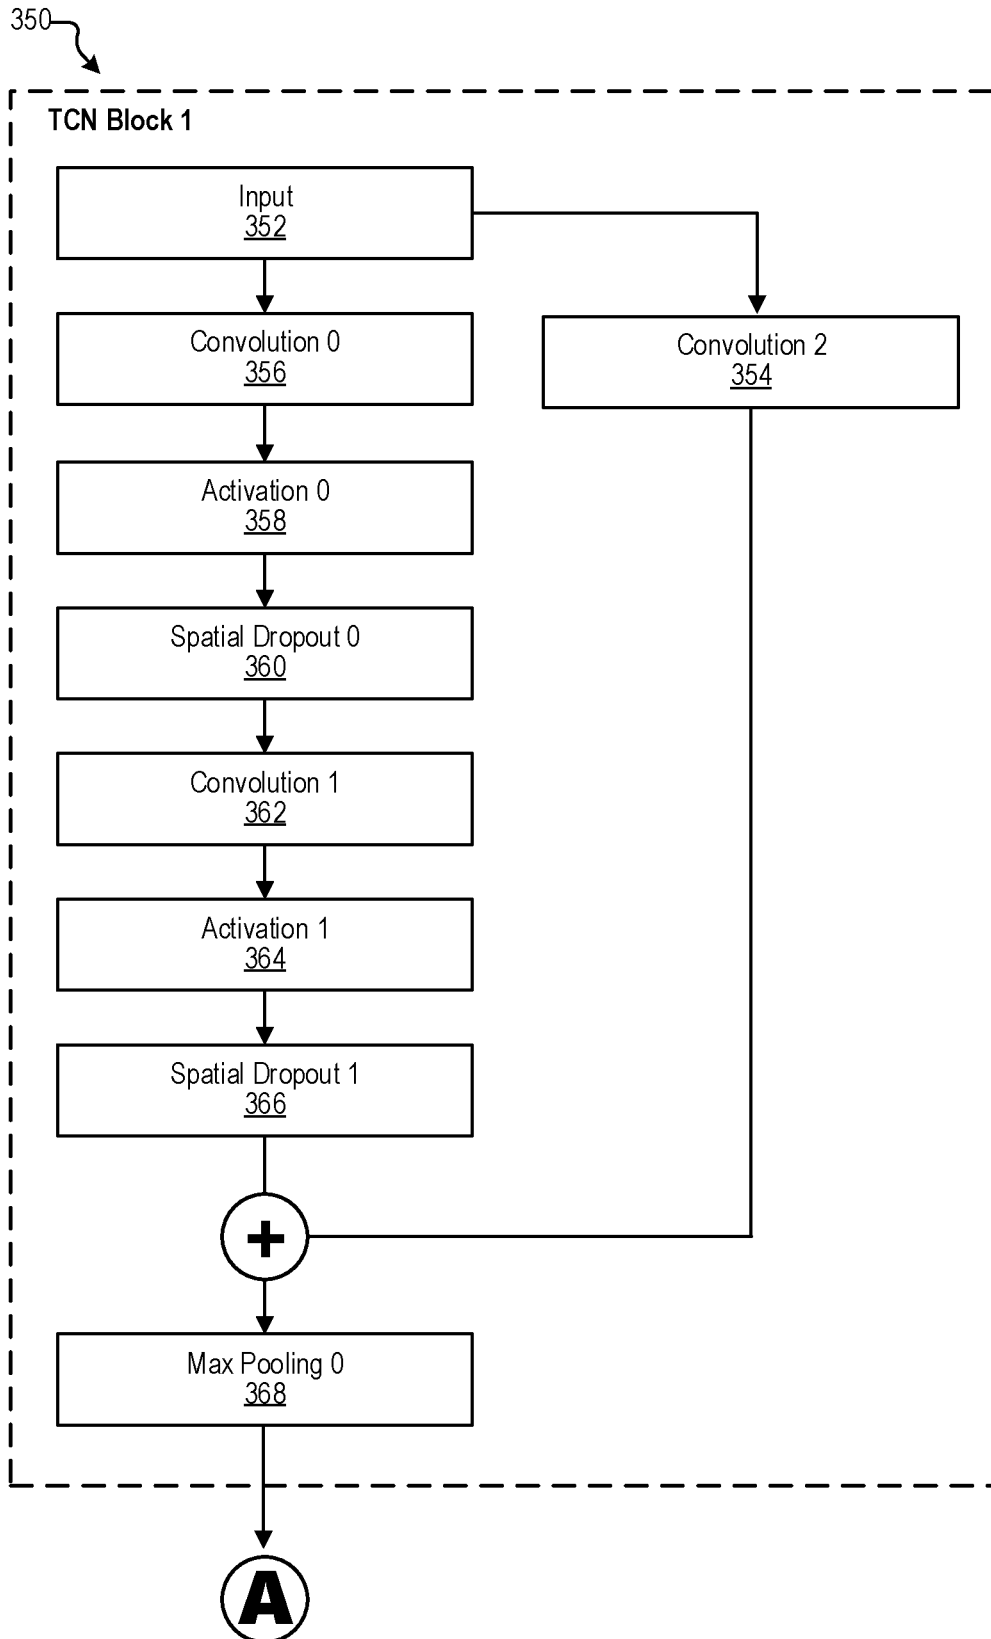 350
TCN Block 1
Input
352
Convolution 0
356
Convolution 2
354
Activation 0
358
Spatial Dropout 0
360
Convolution 1
362
Activation 1
364
Spatial Dropout 1
366
+
Max Pooling 0
368
A